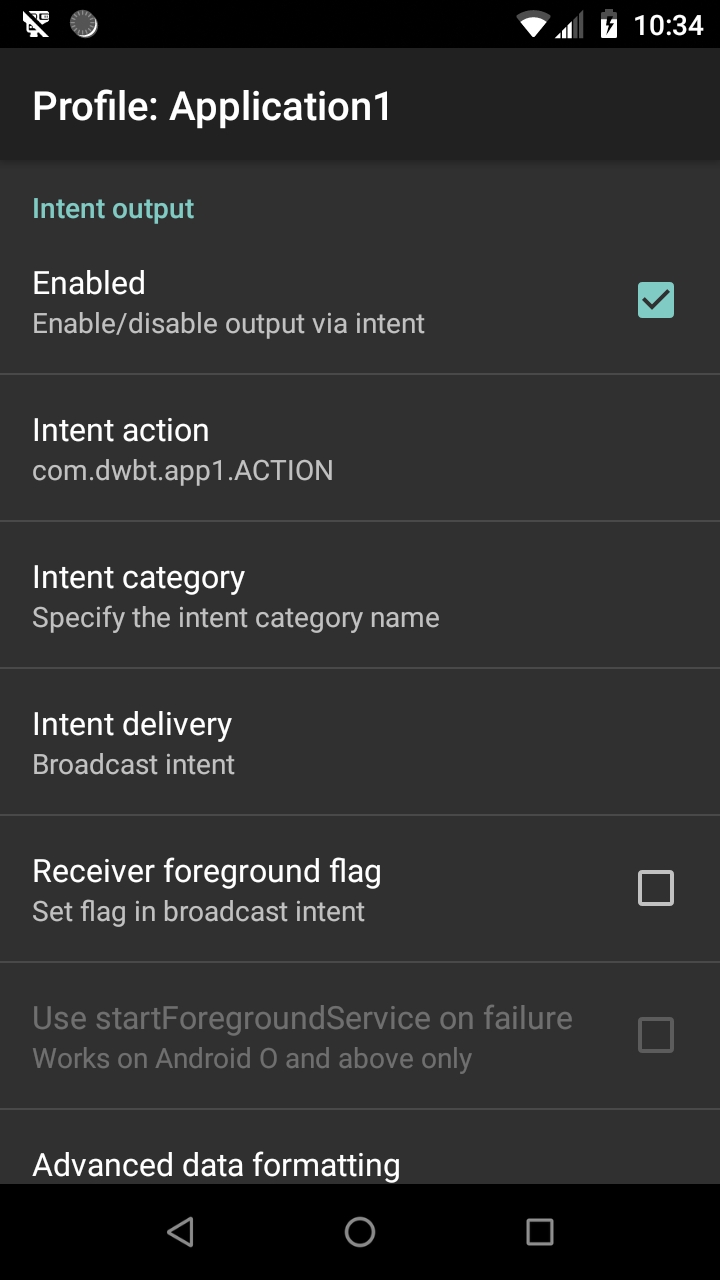 10:34
Profile: Application1
Intent output
Enabled
Enable/disable output via intent
Intent action
com.dwbt.app1.ACTION
Intent category
Specify the intent category name
Intent delivery
Broadcast intent
Receiver foreground flag
Set flag in broadcast intent
Use startForegroundService on failure
Works on Android O and above only
Advanced data formatting